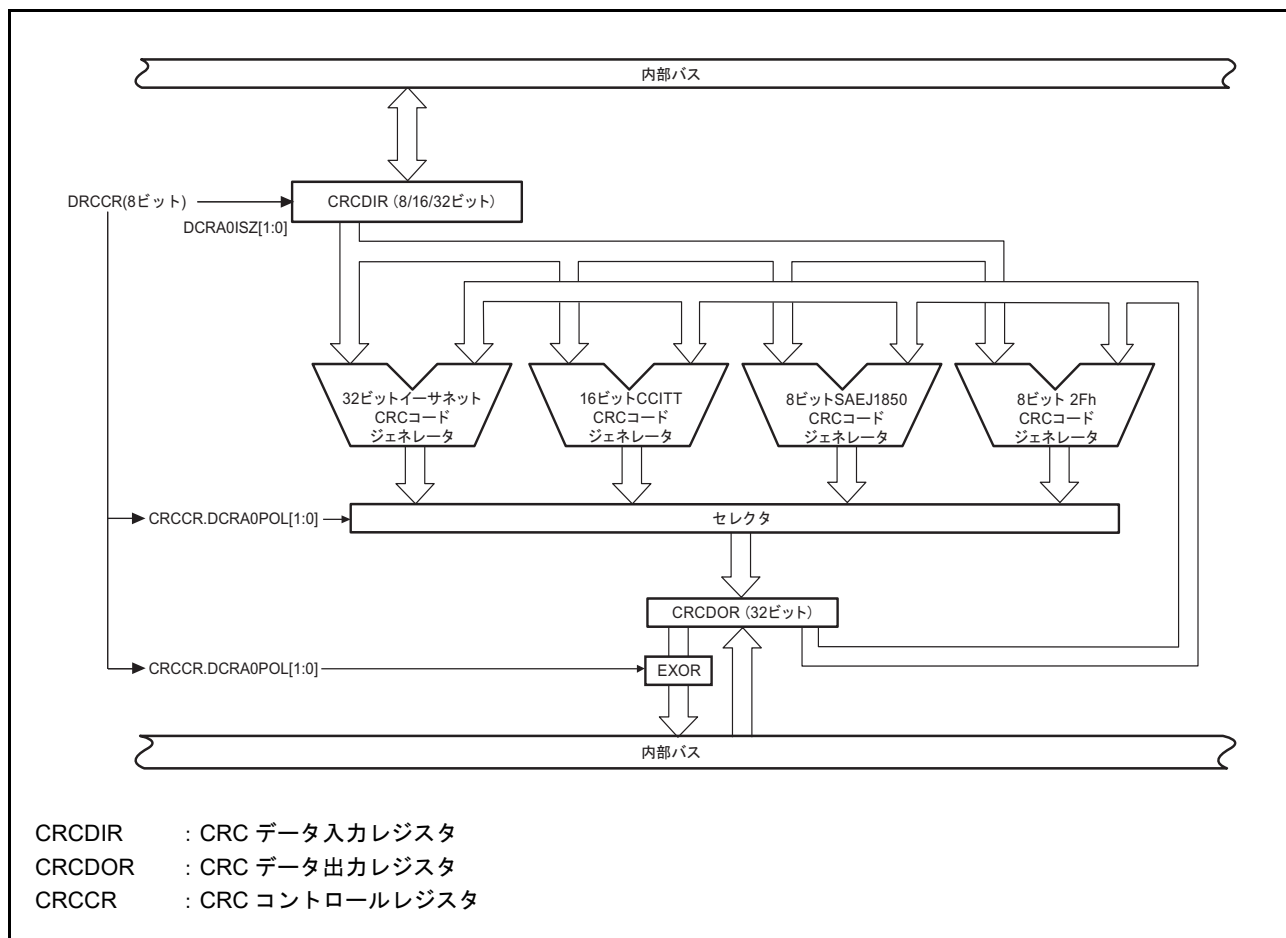 内部バス
DRCCR(8ビット)
CRCDIR (8/16/32ビット)
DCRA0ISZ[1:0]
32ビットイーサネット
CRCコード
ジェネレータ
16ビットCCITT
CRCコード
ジェネレータ
8ビットSAEJ1850
CRCコード
ジェネレータ
8ビット 2Fh
CRCコード
ジェネレータ
CRCCR.DCRA0POL[1:0]
セレクタ
CRCDOR (32ビット)
CRCCR.DCRA0POL[1:0]
EXOR
内部バス
CRCDIR : CRC データ入力レジスタ
CRCDOR : CRC データ出力レジスタ
CRCCR : CRC コントロールレジスタ